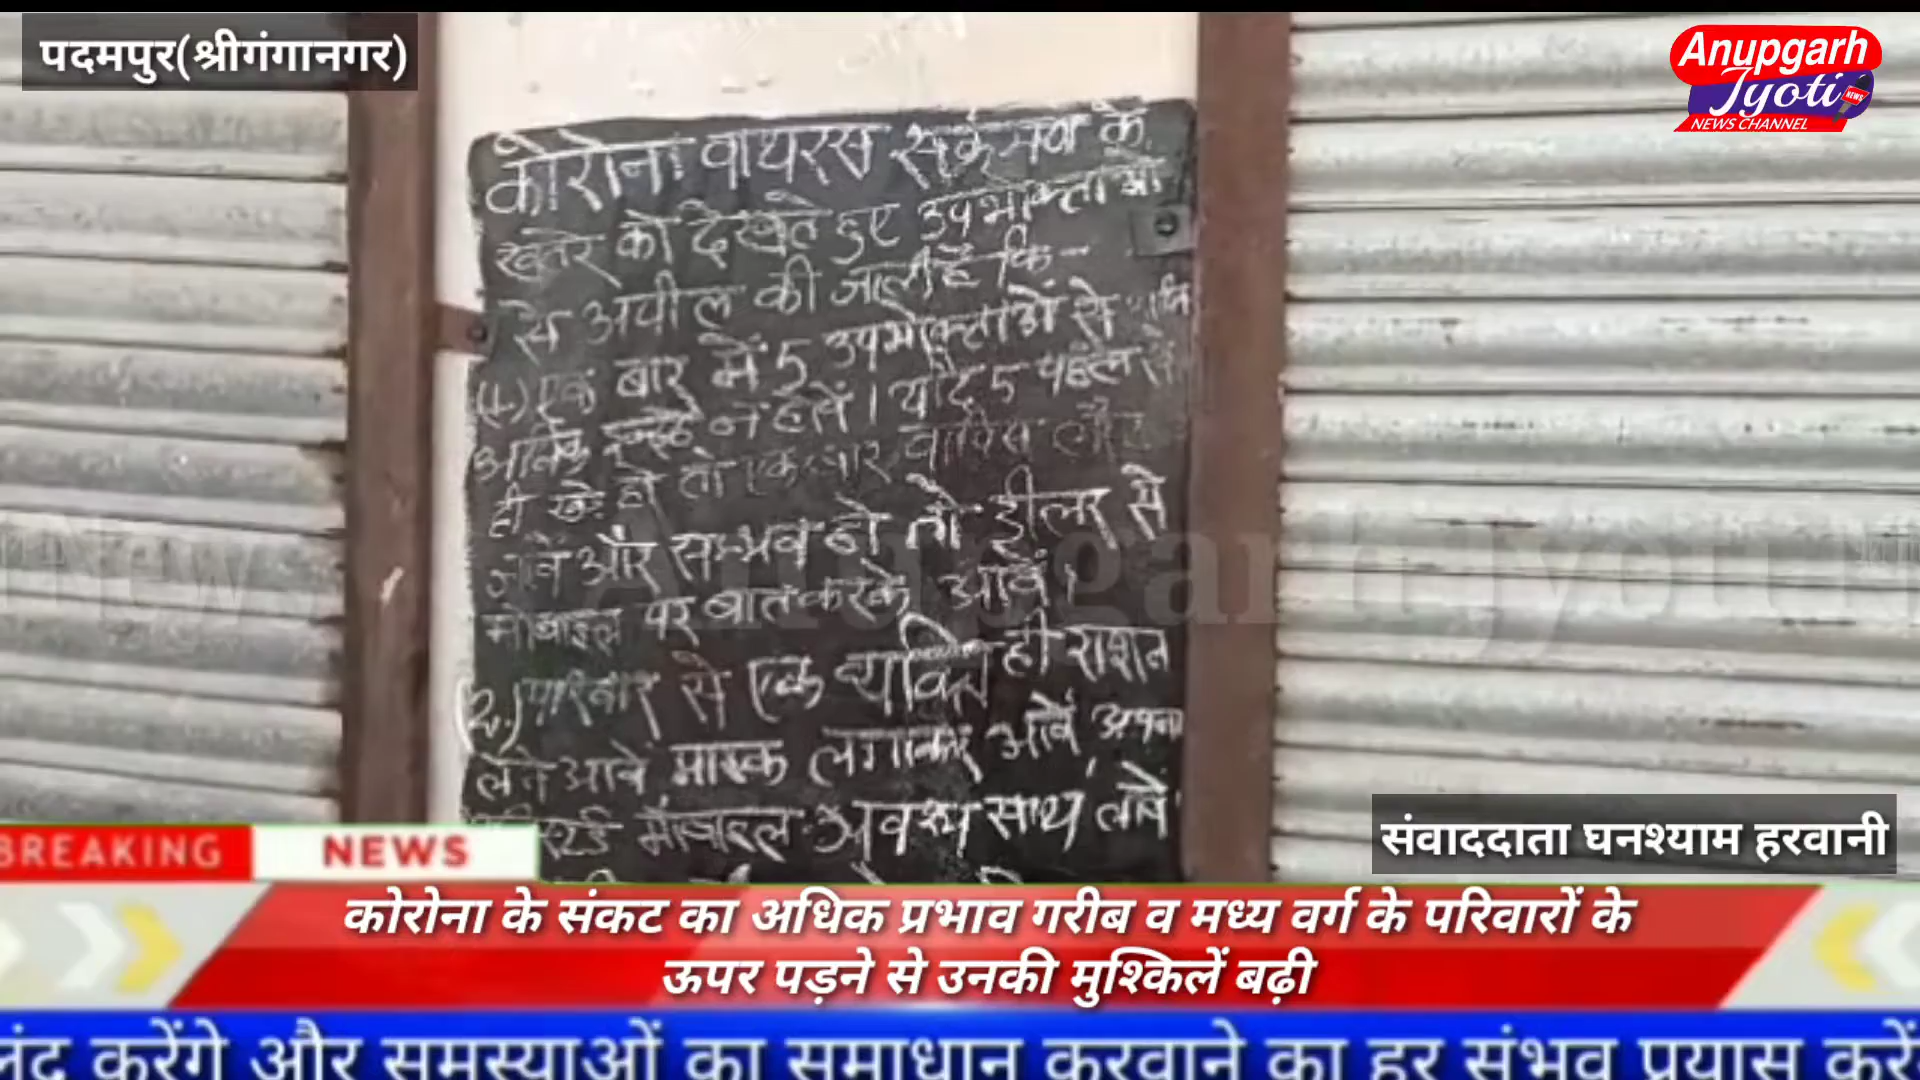 पदमपुर(श्रीगंगानगर)
Anupgarh
Jyoti
NEWS
NEWS CHANNEL
कोरोना वायरस संक्रमण के
खतरे को देखते हुए उपभोक्ताओ
से अपील की जाती है कि-
(1.) एक बार में 5 उपभोक्ताओं से
अधिक इकट्ठे न होवें। यदि 5 पहले से
ही खड़े हो तो एक बार वापिस लौट
जावें और सम्भव हो तो डीलर से
मोबाइल पर बात करके आवें।
(2.) परिवार से एक व्यक्ति ही राशन
लेने आवें मास्क लगाकर आवें, अपना
मोबाइल अवश्य साथ लावें
Anupgarh Jyoti
संवाददाता घनश्याम हरवानी
BREAKING NEWS
कोरोना के संकट का अधिक प्रभाव गरीब व मध्य वर्ग के परिवारों के
ऊपर पड़ने से उनकी मुश्किलें बढ़ी
करेंगे और समस्याओं का समाधान करवाने का हर संभव प्रयास करें